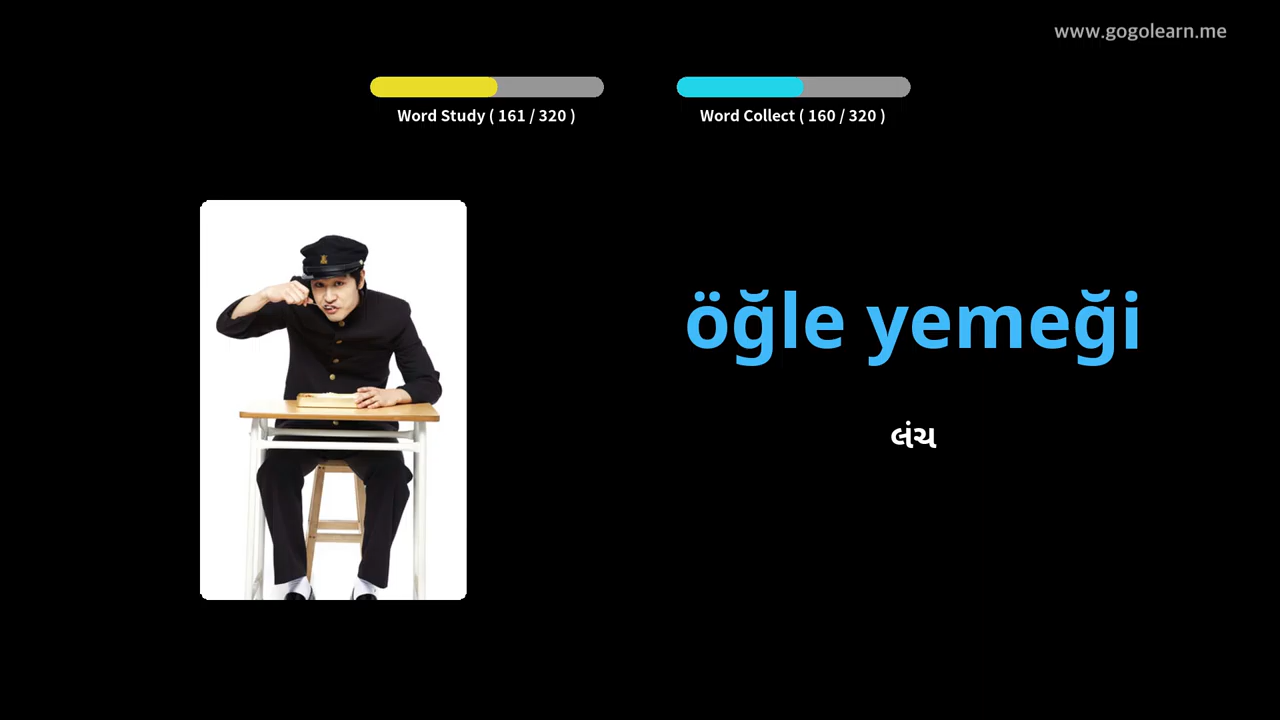 www.gogolearn.me
Word Study ( 161 / 320 )
Word Collect ( 160 / 320 )
öğle yemeği
લંચ